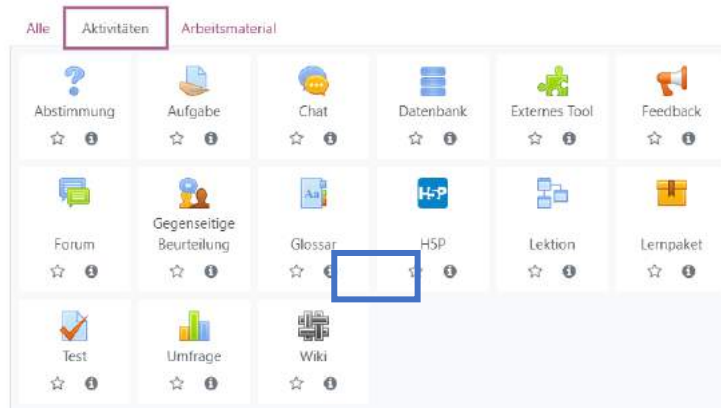 Alle Aktivitäten Arbeitsmaterial
Abstimmung Aufgabe Chat Datenbank Externes Tool Feedback
Forum Gegenseitige Beurteilung Glossar H5P Lektion Lernpaket
Test Umfrage Wiki